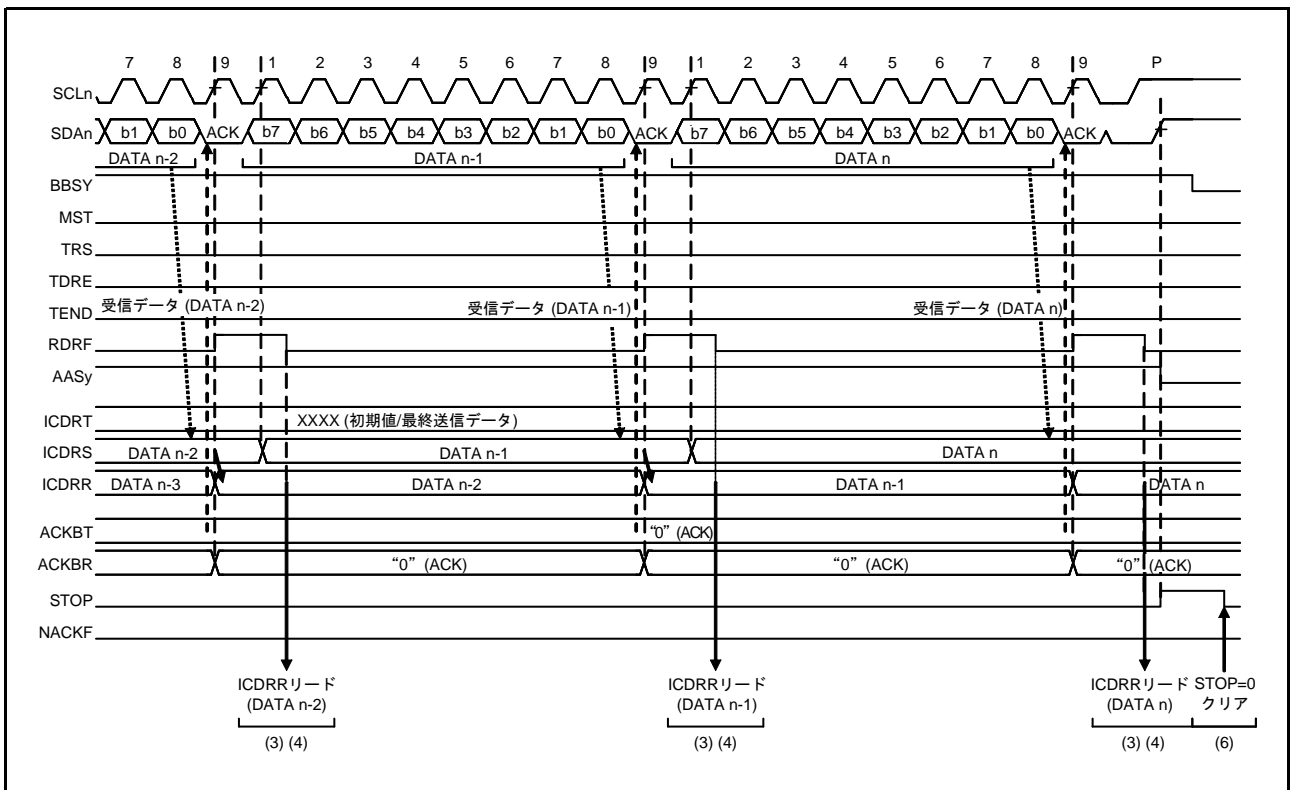 7 8 9 1 2 3 4 5 6 7 8 9 1 2 3 4 5 6 7 8 9 P
SCLn
SDAn b1 b0 ACK b7 b6 b5 b4 b3 b2 b1 b0 ACK b7 b6 b5 b4 b3 b2 b1 b0 ACK
DATA n-2 DATA n-1 DATA n
BBSY
MST
TRS
TDRE
TEND 受信データ (DATA n-2) 受信データ (DATA n-1) 受信データ (DATA n)
RDRF
AASy
ICDRT XXXX (初期値/最終送信データ)
ICDRS DATA n-2 DATA n-1 DATA n
ICDRR DATA n-3 DATA n-2 DATA n-1 DATA n
ACKBT “0” (ACK)
ACKBR “0” (ACK) “0” (ACK) “0” (ACK)
STOP
NACKF
ICDRRリード ICDRRリード ICDRRリード STOP=0
(DATA n-2) (DATA n-1) (DATA n) クリア
(3) (4) (3) (4) (3) (4) (6)